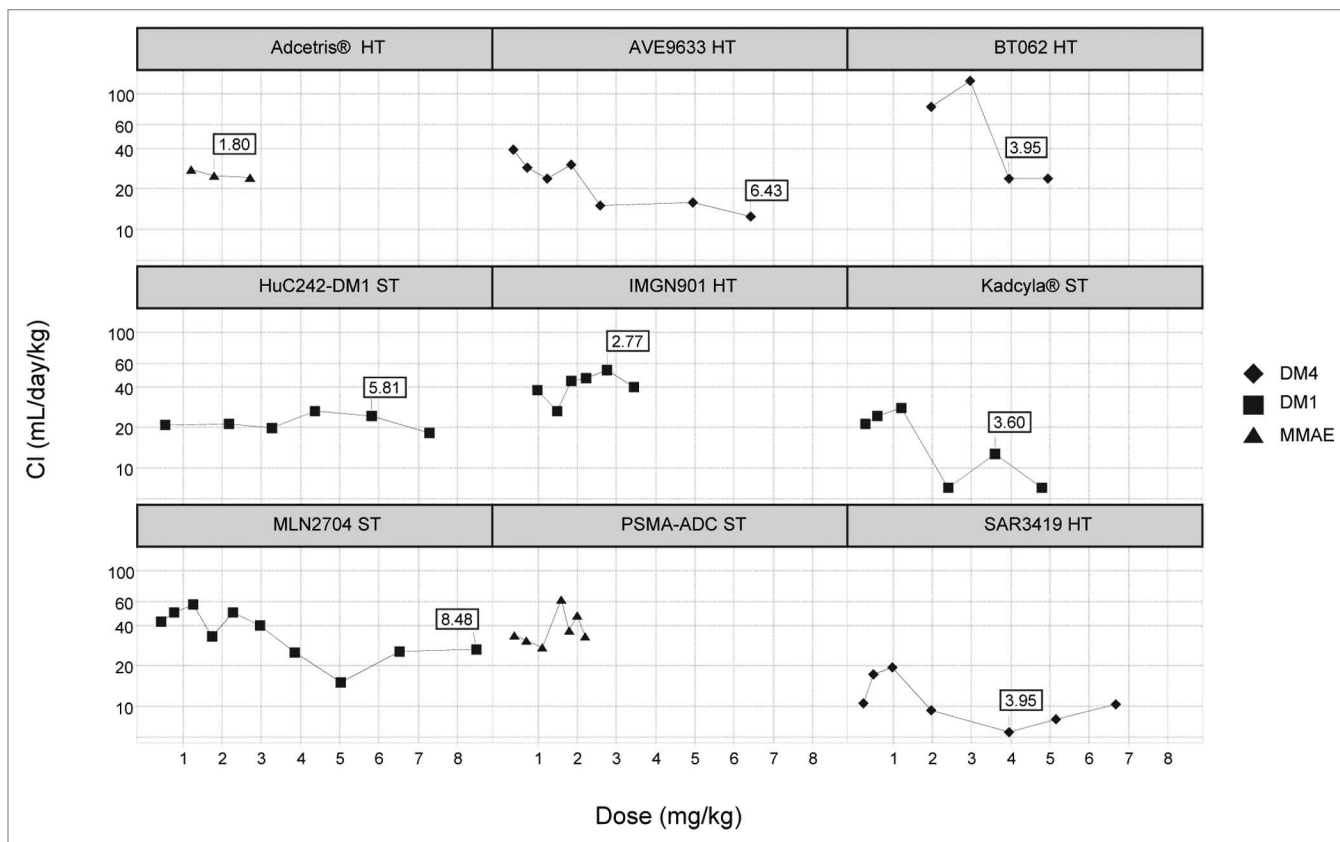 Adcetris® HT AVE9633 HT BT062 HT
100
60
40
20
10
1.80
6.43
3.95
HuC242-DM1 ST IMGN901 HT Kadcyla® ST
100
60
40
20
10
5.81
2.77
3.60
MLN2704 ST PSMA-ADC ST SAR3419 HT
100
60
40
20
10
8.48
3.95
1 2 3 4 5 6 7 8 1 2 3 4 5 6 7 8 1 2 3 4 5 6 7 8
Cl (mL/day/kg)
Dose (mg/kg)
DM4
DM1
MMAE